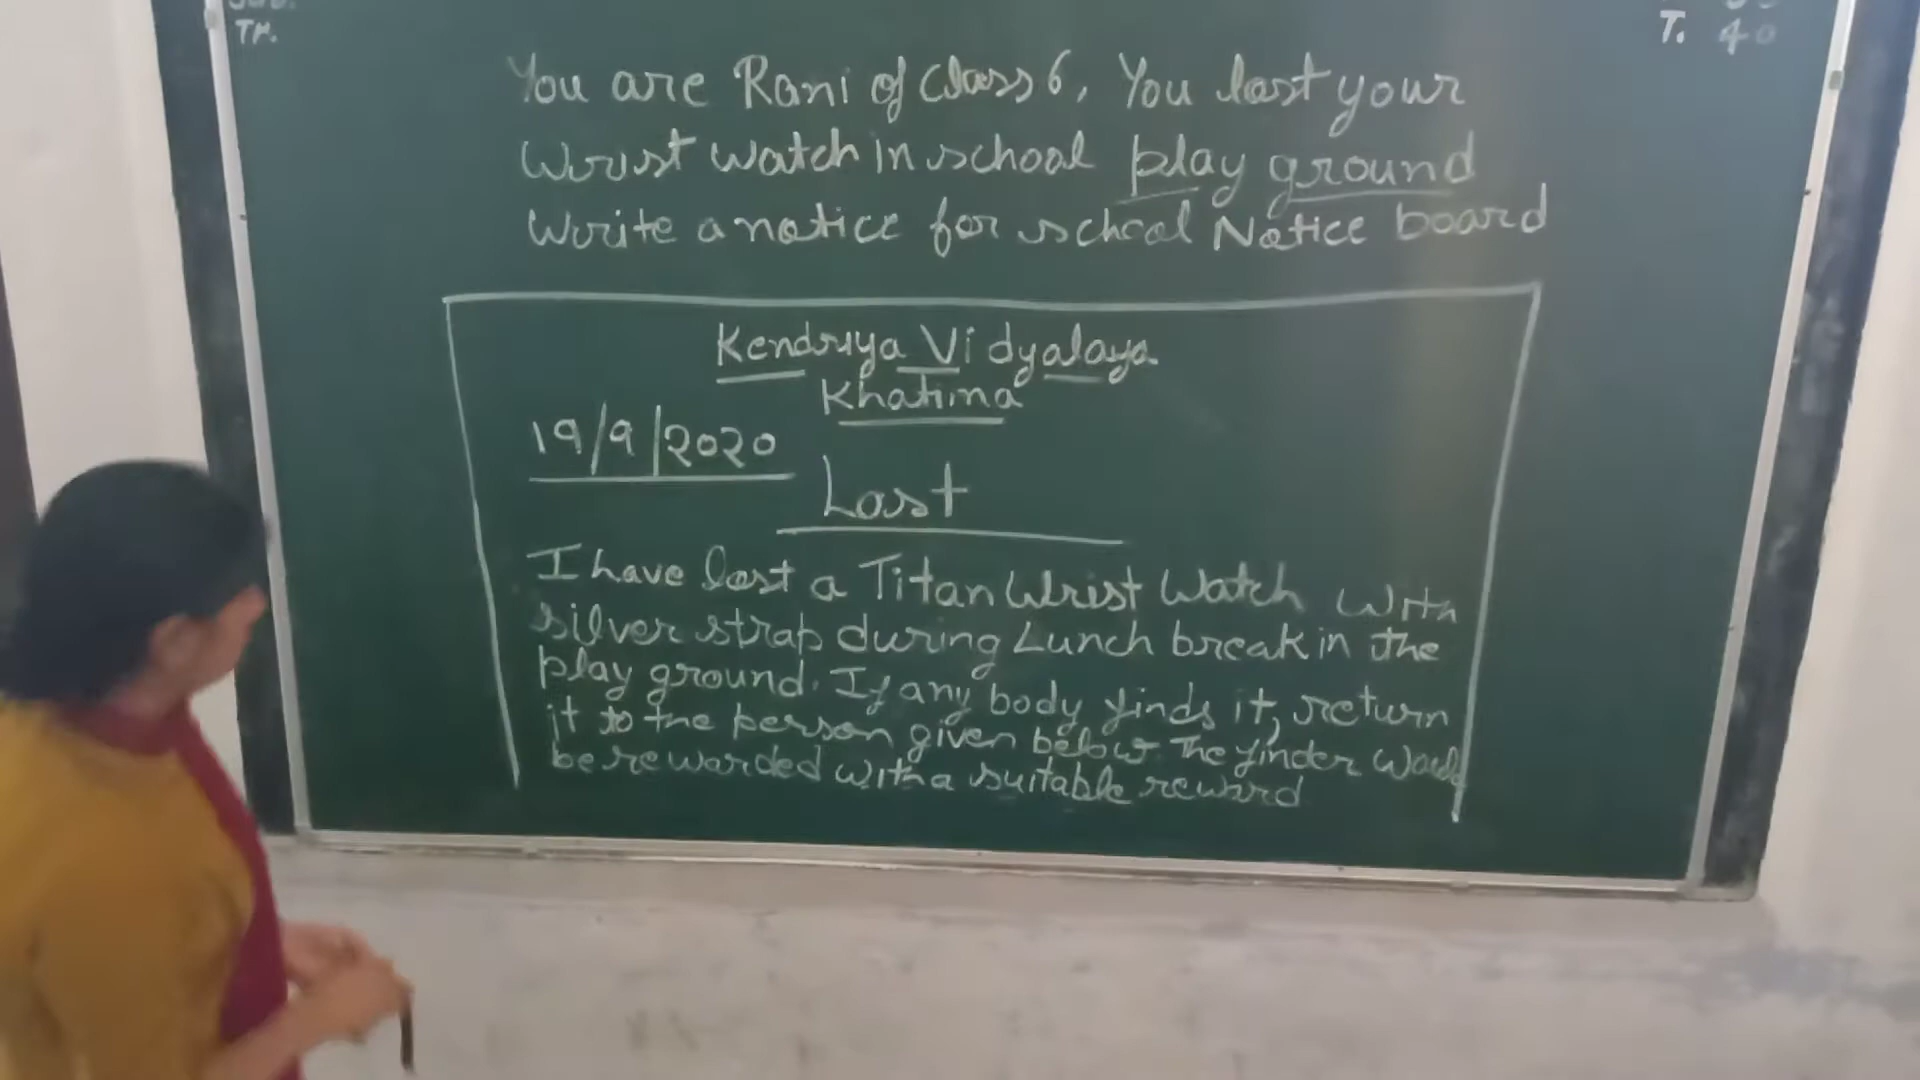 TH.
T. 40
You are Rani of class 6, You lost your
Wrist watch in school play ground
Write a notice for school Notice board
Kendriya Vidyalaya
Khatima
19/9/2020
Lost
I have lost a Titan Wrist Watch With
silver strap during Lunch break in the
play ground. If any body finds it, return
it to the person given below. The finder would
be rewarded with a suitable reward